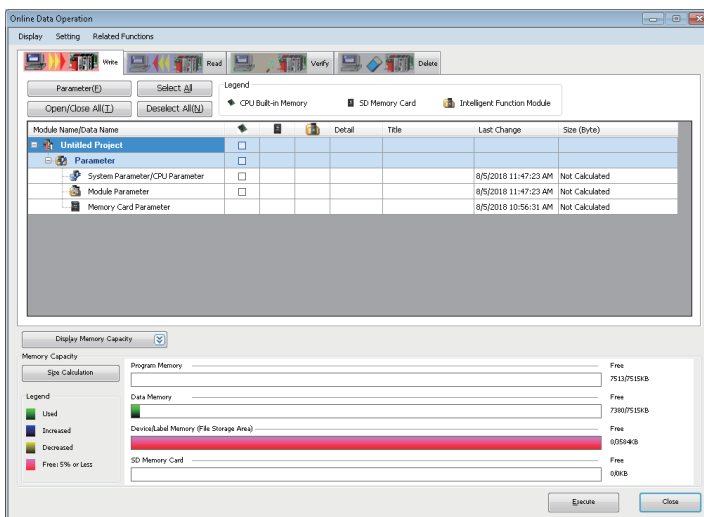 Online Data Operation
Display Setting Related Functions
Write Read Verify Delete
Parameter(F) Select All Legend
Open/Close All(T) Deselect All(N) CPU Built-in Memory SD Memory Card Intelligent Function Module
Module Name/Data Name Detail Title Last Change Size (Byte)
Untitled Project
Parameter
System Parameter/CPU Parameter 8/5/2018 11:47:23 AM Not Calculated
Module Parameter 8/5/2018 11:47:23 AM Not Calculated
Memory Card Parameter 8/5/2018 10:56:31 AM Not Calculated
Display Memory Capacity
Memory Capacity
Size Calculation
Legend
Used
Increased
Decreased
Free: 5% or Less
Program Memory Free
7513/7515KB
Data Memory Free
7380/7515KB
Device/Label Memory (File Storage Area) Free
0/3584KB
SD Memory Card Free
0/0KB
Execute Close